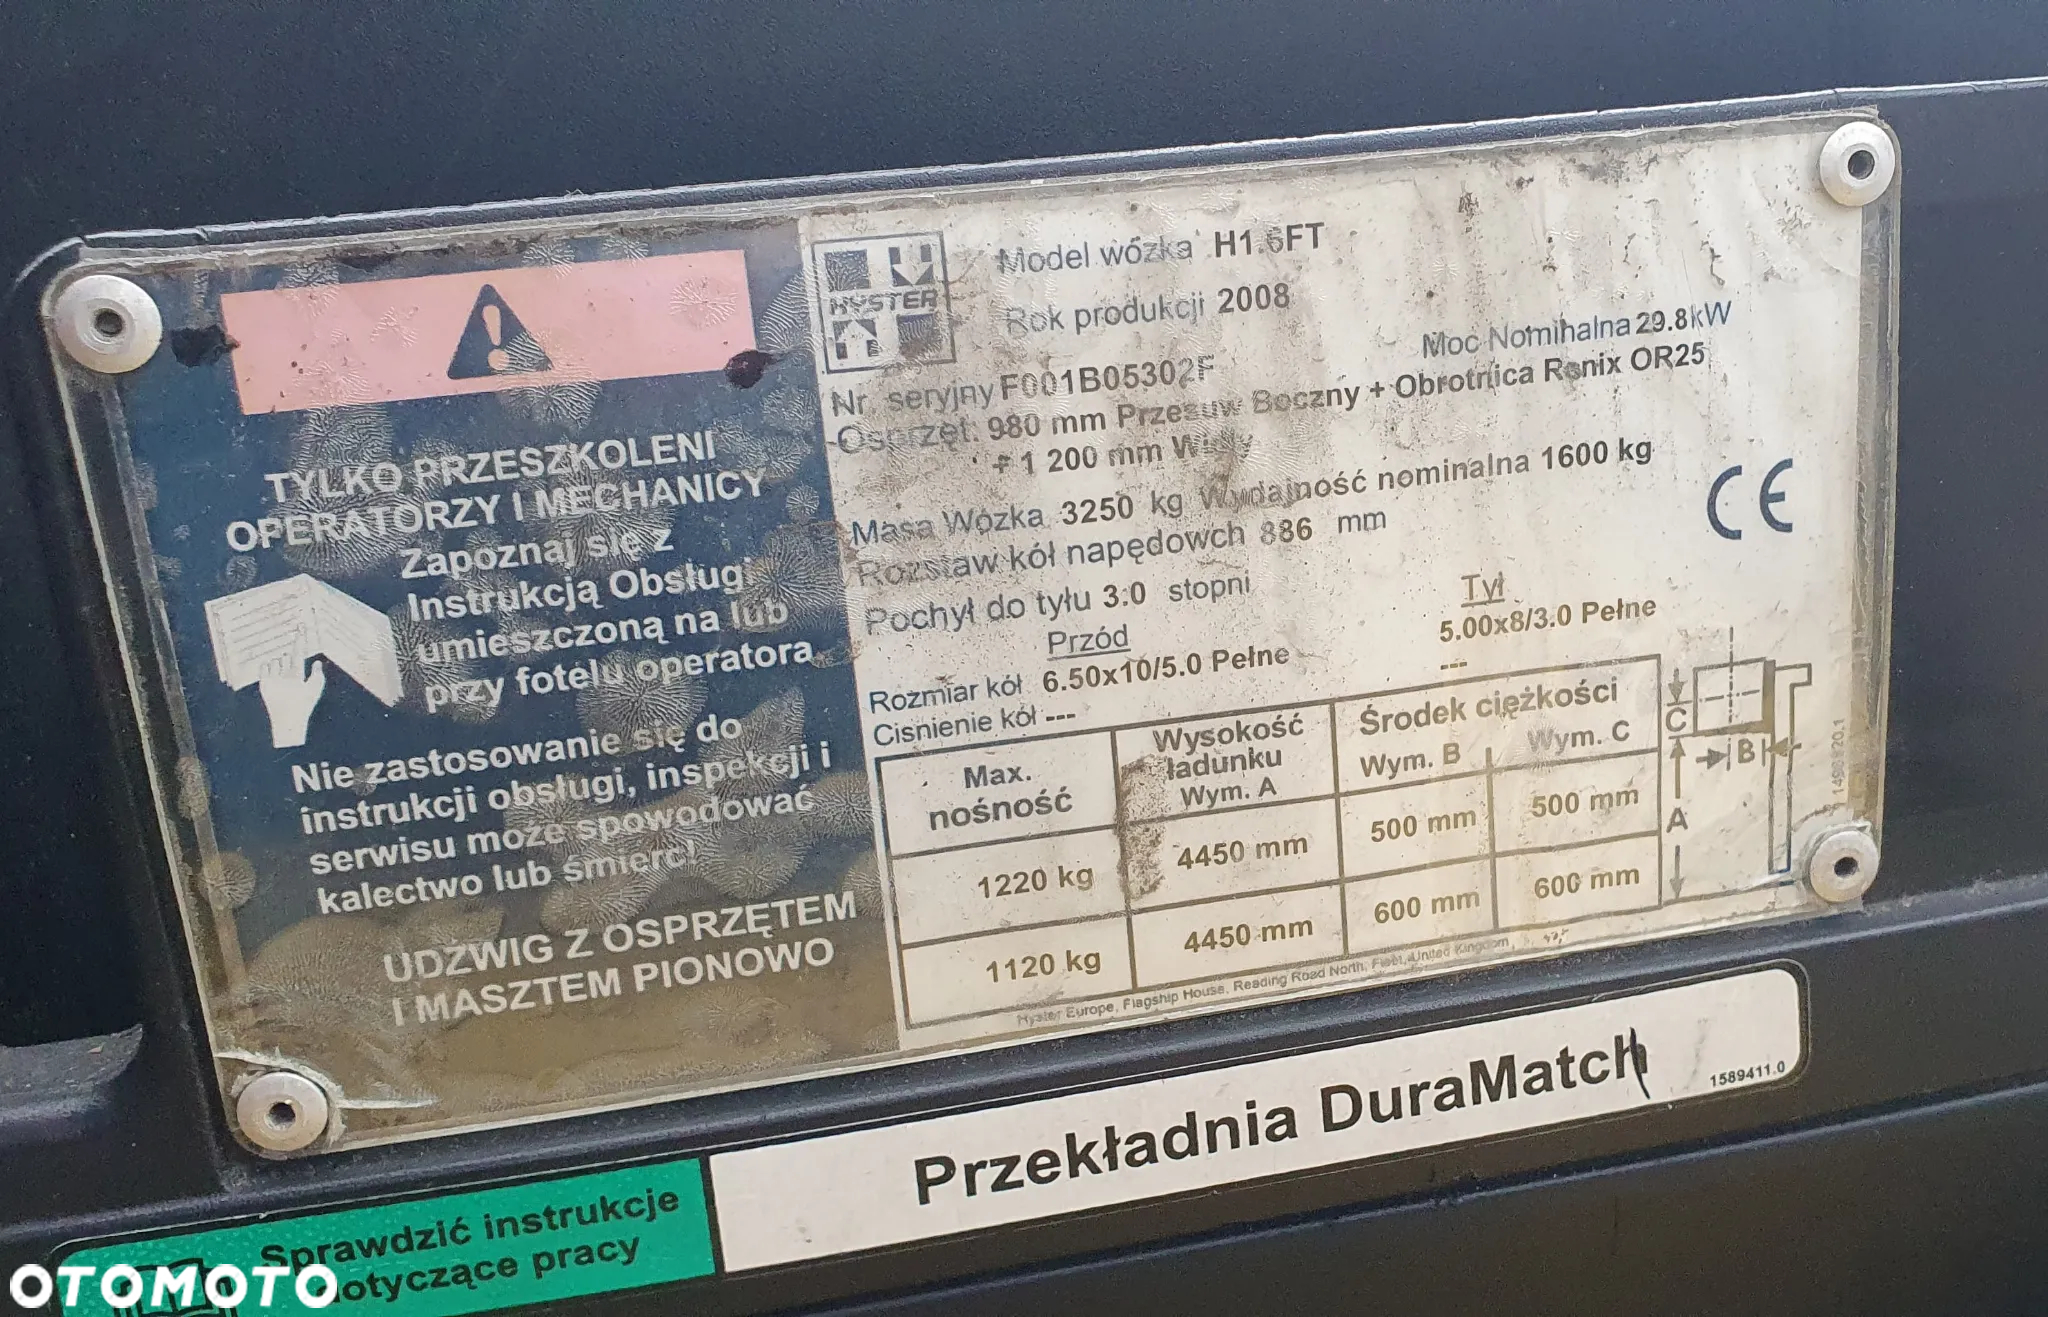 TYLKO PRZESZKOLENI
OPERATORZY I MECHANICY
Zapoznaj się z
Instrukcją Obsługi
umieszczoną na lub
przy fotelu operatora
Nie zastosowanie się do
instrukcji obsługi, inspekcji i
serwisu może spowodować
kalectwo lub śmierć!
UDŹWIG Z OSPRZĘTEM
I MASZTEM PIONOWO
HYSTER
Model wózka H1.6FT
Rok produkcji 2008
Moc Nomihalna 29.8kW
Nr seryjny F001B05302F
Osprzęt: 980 mm Przesuw Boczny + Obrotnica Ronix OR25
+ 1 200 mm Widły
Masa Wózka 3250 kg Wydajność nominalna 1600 kg
Rozstaw kół napędowch 886 mm
CE
Pochył do tyłu 3.0 stopni
Przód Tył
Rozmiar kół 6.50x10/5.0 Pełne 5.00x8/3.0 Pełne
Ciśnienie kół --- ---
Max. nośność Wysokość ładunku Wym. A Środek ciężkości Wym. B Wym. C
1220 kg 4450 mm 500 mm 500 mm
1120 kg 4450 mm 600 mm 600 mm
C
B
A
Hyster Europe, Flagship House, Reading Road North, Fleet, United Kingdom
Przekładnia DuraMatch
1589411.0
Sprawdzić instrukcje
dotyczące pracy
OTOMOTO